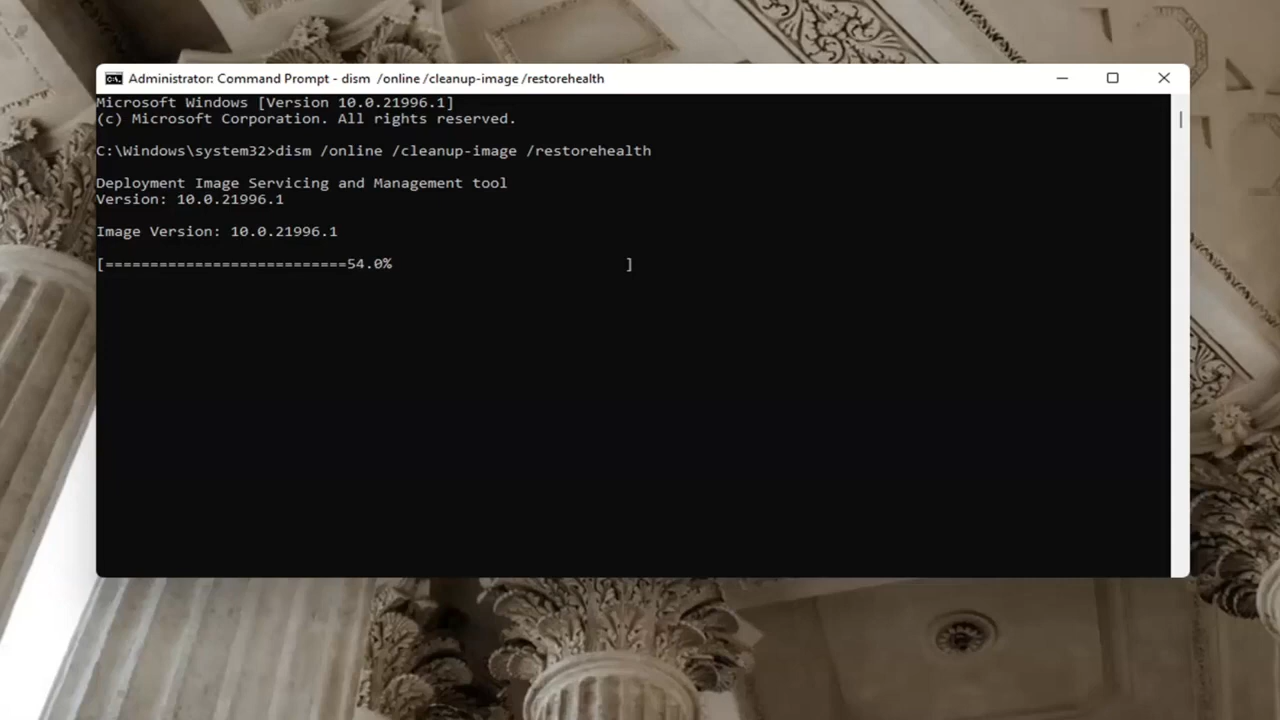 Administrator: Command Prompt - dism  /online /cleanup-image /restorehealth
Microsoft Windows [Version 10.0.21996.1]
(c) Microsoft Corporation. All rights reserved.
C:\Windows\system32>dism /online /cleanup-image /restorehealth
Deployment Image Servicing and Management tool
Version: 10.0.21996.1
Image Version: 10.0.21996.1
[===========================54.0%                          ]